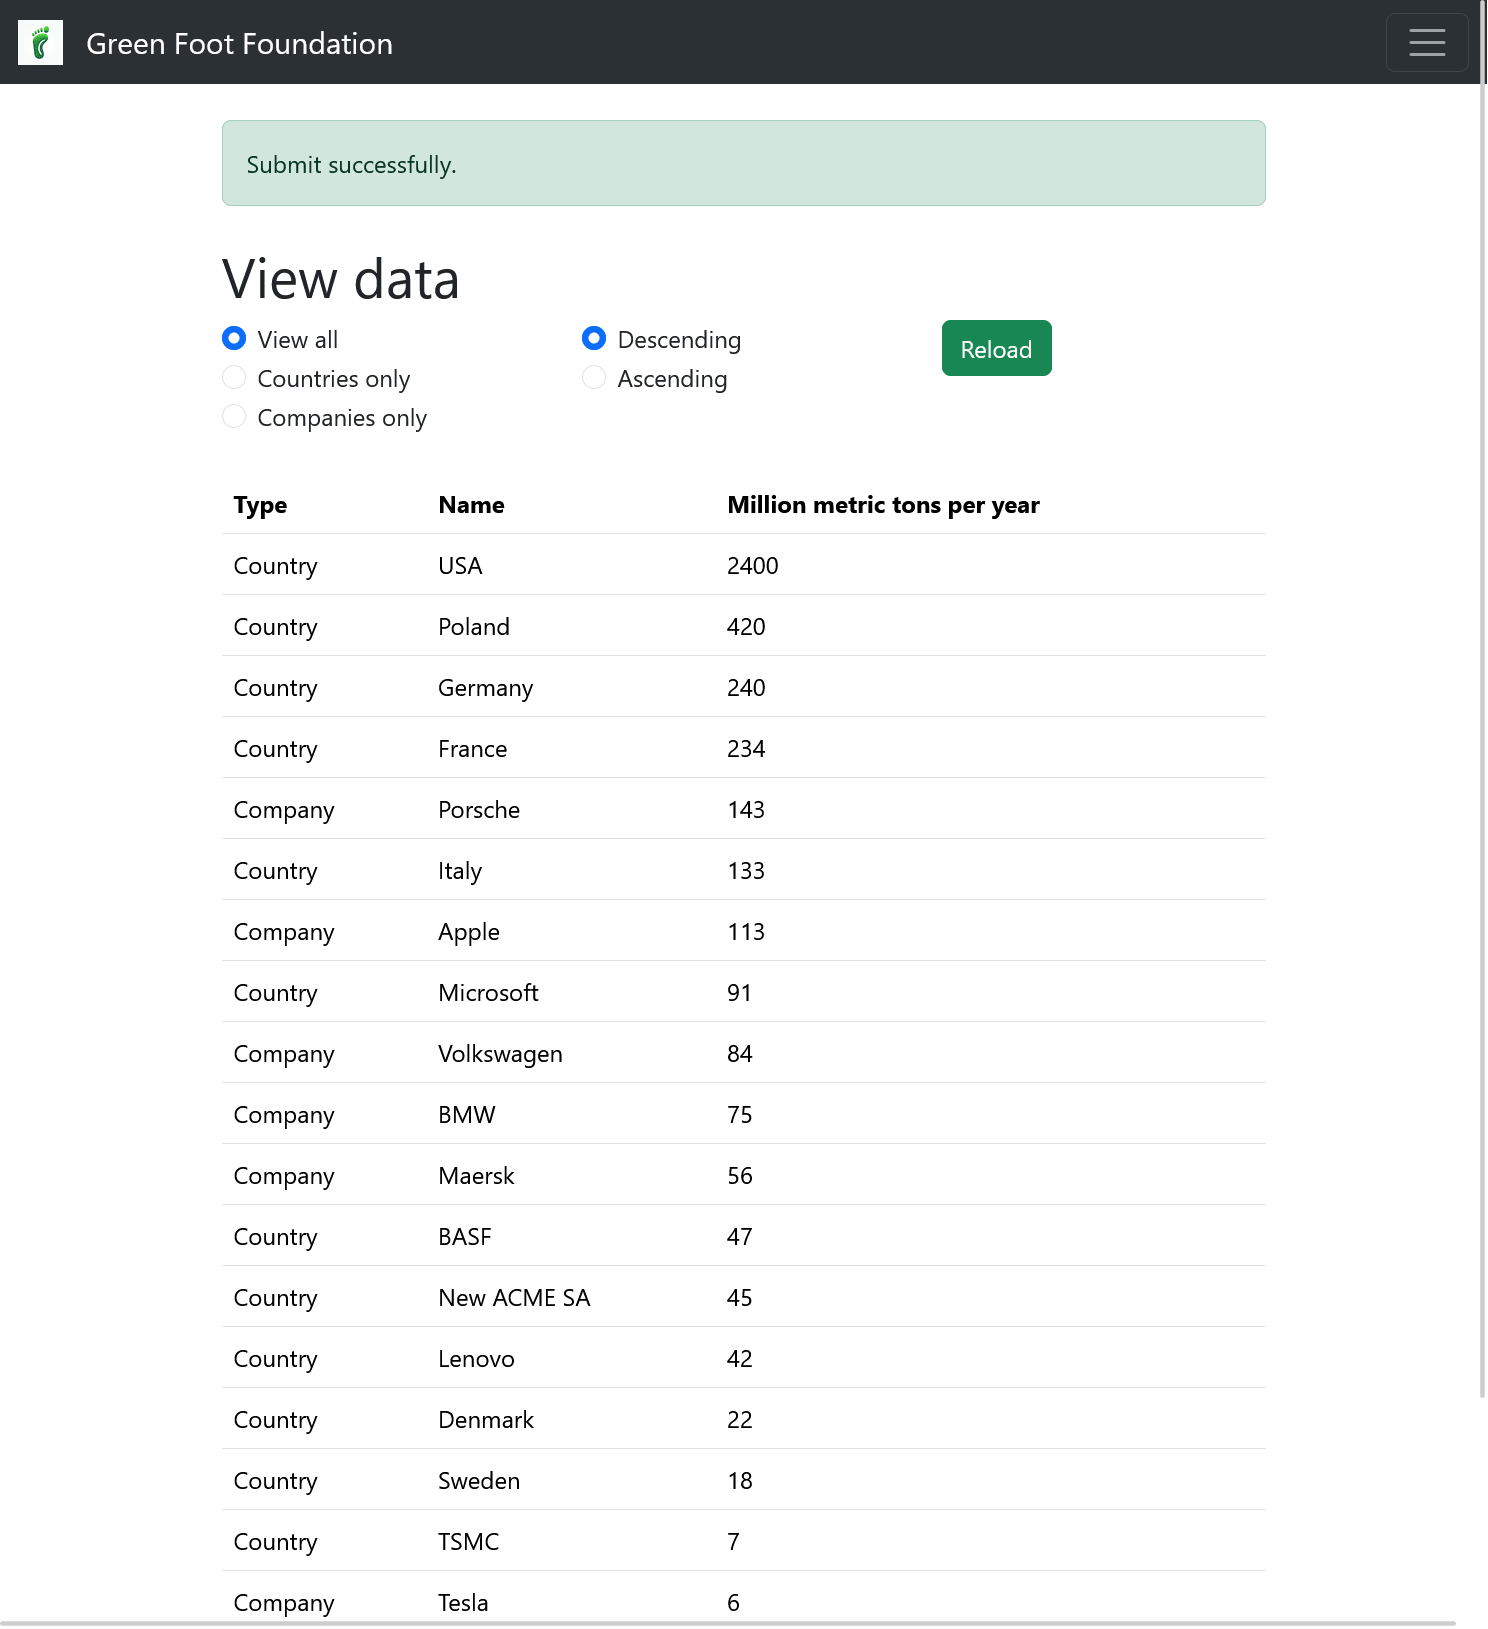 Green Foot Foundation
Submit successfully.
View data
View all
Countries only
Companies only
Descending
Ascending
Reload
Type Name Million metric tons per year
Country USA 2400
Country Poland 420
Country Germany 240
Country France 234
Company Porsche 143
Country Italy 133
Company Apple 113
Country Microsoft 91
Company Volkswagen 84
Company BMW 75
Company Maersk 56
Country BASF 47
Country New ACME SA 45
Country Lenovo 42
Country Denmark 22
Country Sweden 18
Country TSMC 7
Company Tesla 6